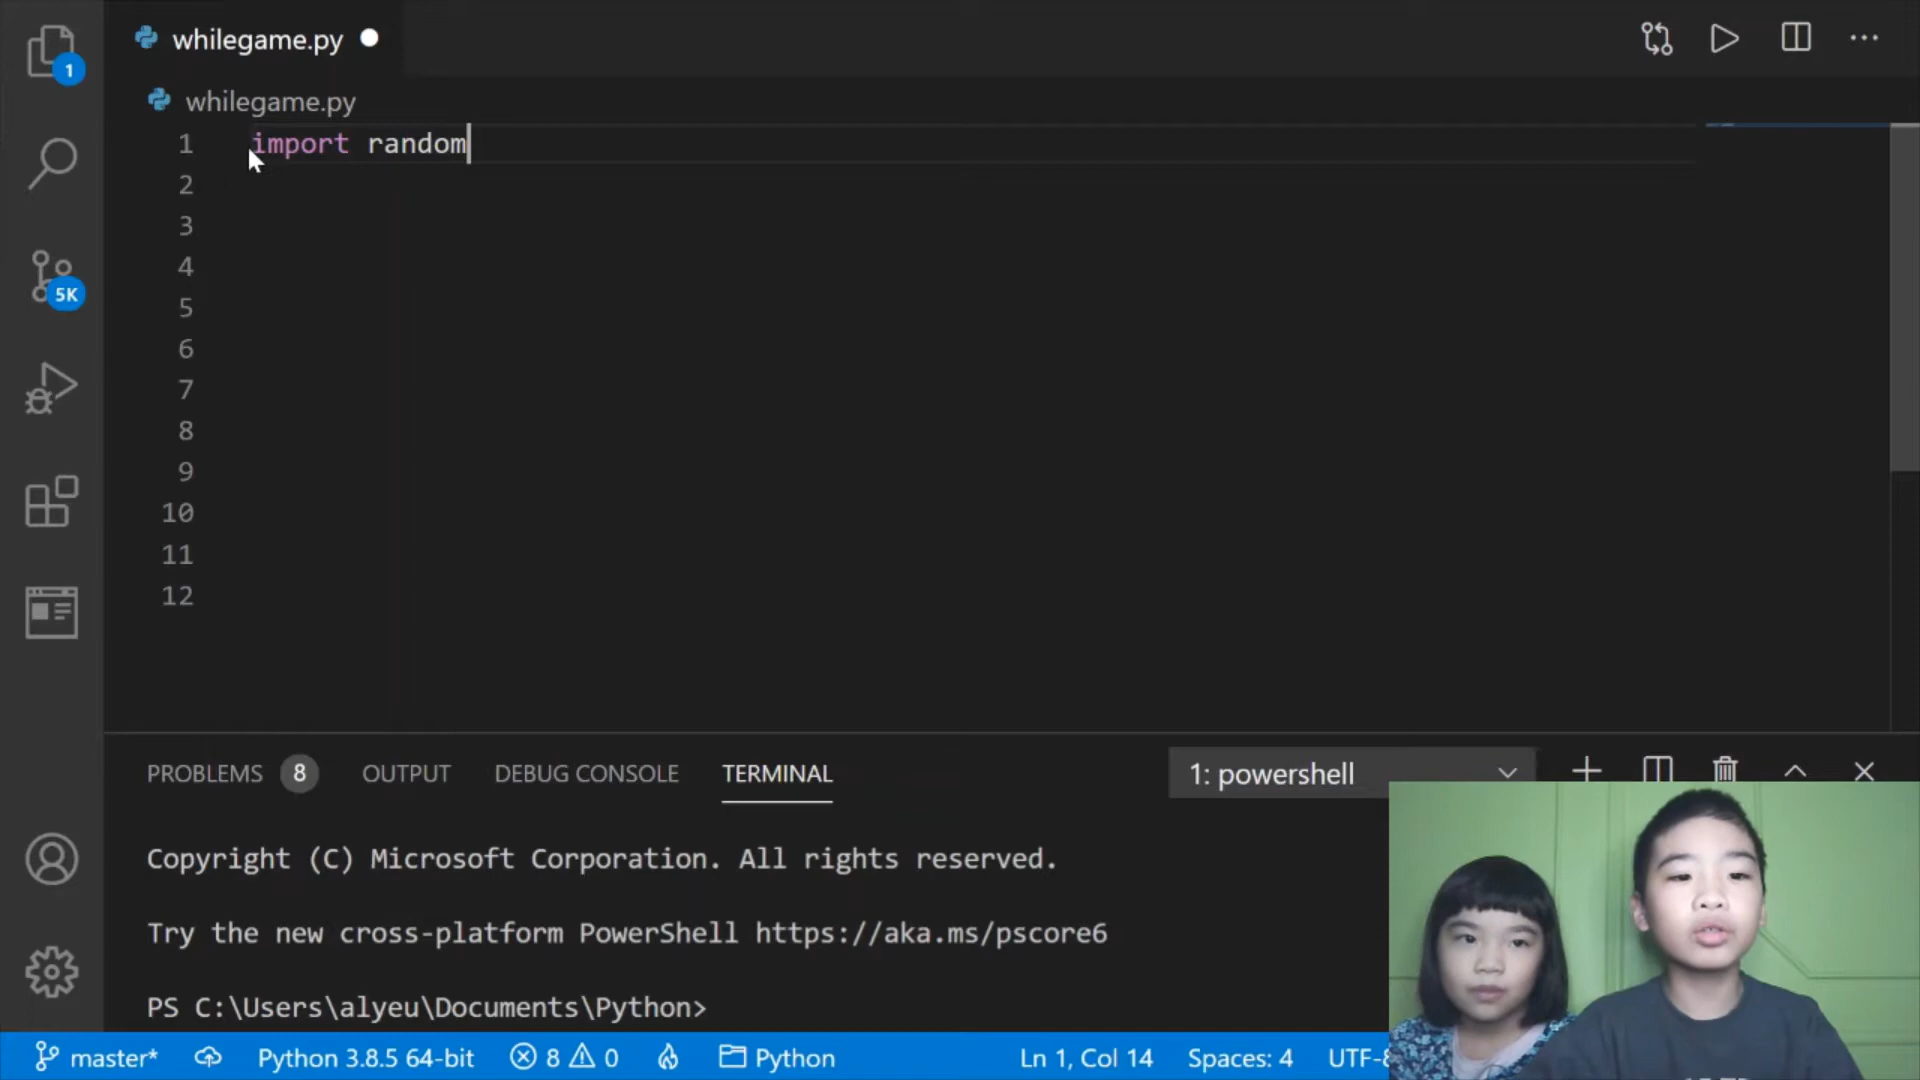 whilegame.py
whilegame.py
1 import random
2
3
4
5
6
7
8
9
10
11
12
1
5K
PROBLEMS 8 OUTPUT DEBUG CONSOLE TERMINAL 1: powershell
Copyright (C) Microsoft Corporation. All rights reserved.
Try the new cross-platform PowerShell https://aka.ms/pscore6
PS C:\Users\alyeu\Documents\Python>
master* Python 3.8.5 64-bit 8 0 Python Ln 1, Col 14 Spaces: 4 UTF-8